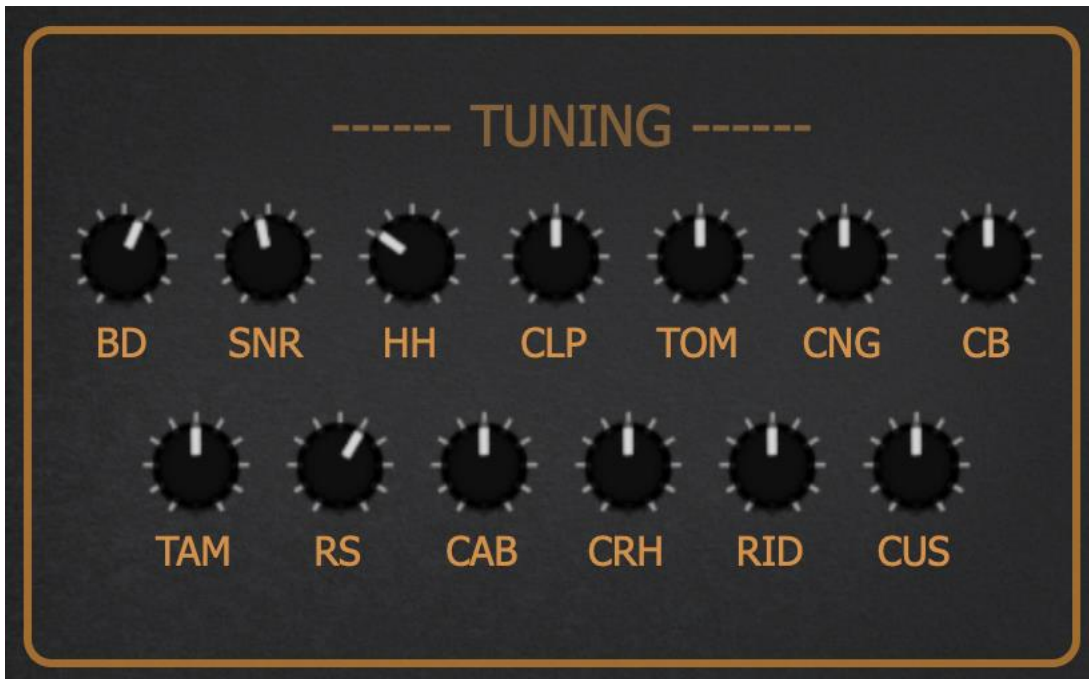 ------ TUNING ------
BD SNR HH CLP TOM CNG CB
TAM RS CAB CRH RID CUS